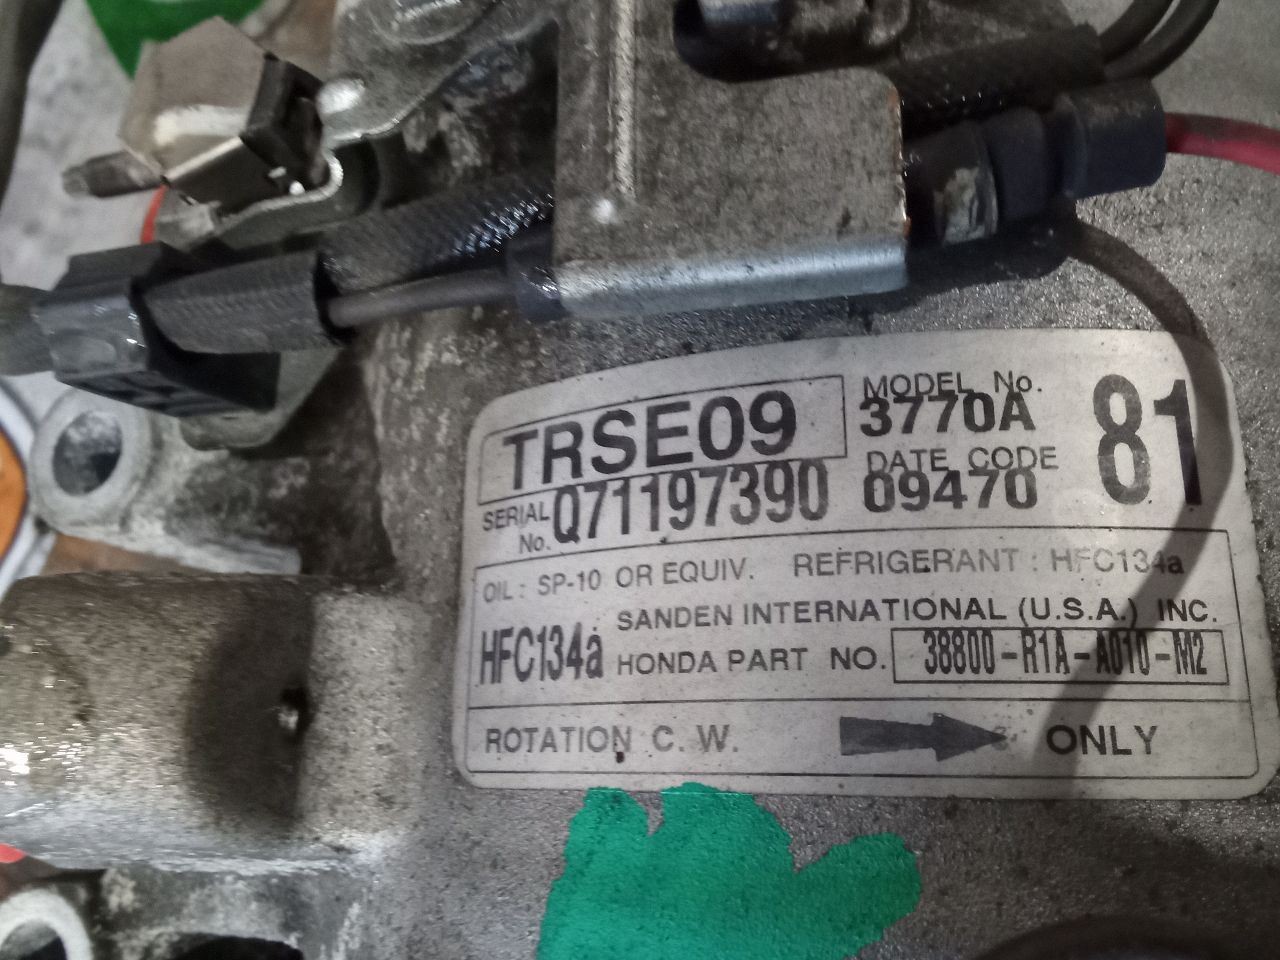 TRSE09
MODEL No.
3770A
81
SERIAL No. Q71197390
DATE CODE
09470
OIL : SP-10 OR EQUIV. REFRIGERANT : HFC134a
HFC134a
SANDEN INTERNATIONAL (U.S.A.) INC.
HONDA PART NO. 38800-R1A-A010-M2
ROTATION C. W. ONLY